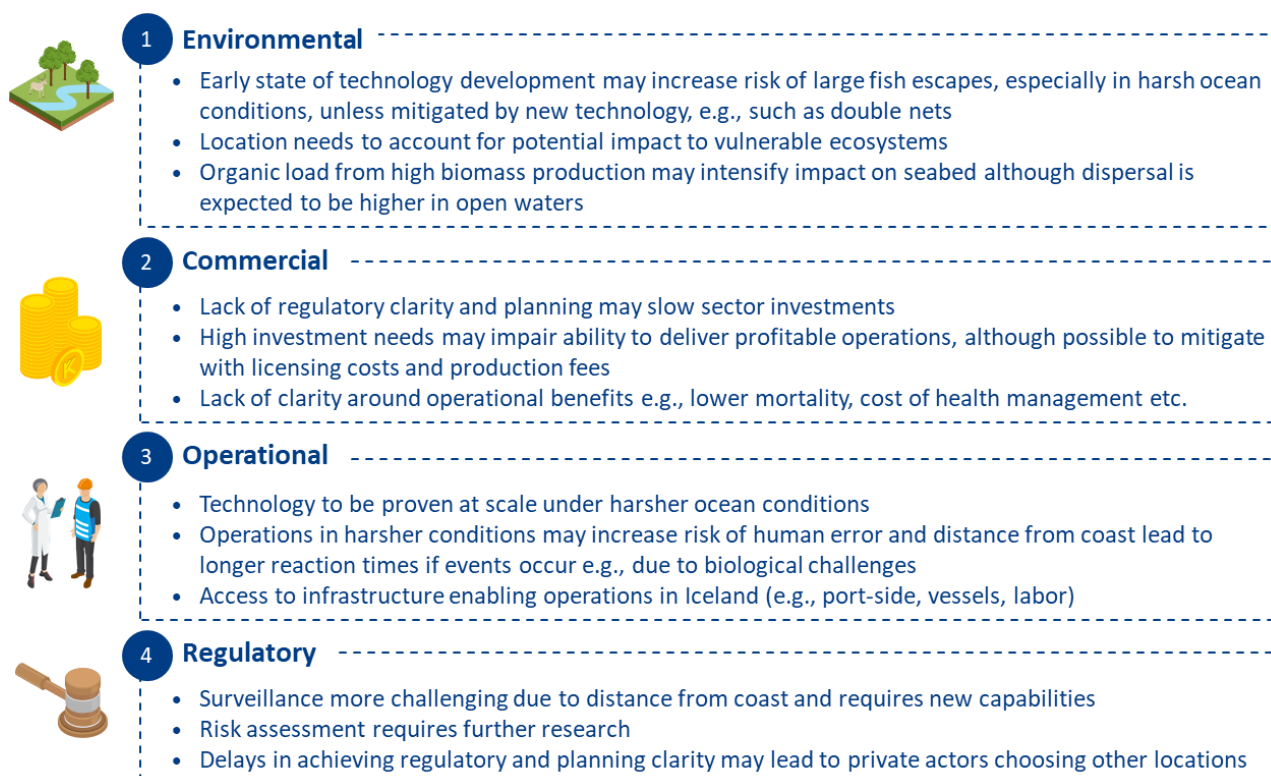 1 Environmental
• Early state of technology development may increase risk of large fish escapes, especially in harsh ocean
conditions, unless mitigated by new technology, e.g., such as double nets
• Location needs to account for potential impact to vulnerable ecosystems
• Organic load from high biomass production may intensify impact on seabed although dispersal is
expected to be higher in open waters
2 Commercial
• Lack of regulatory clarity and planning may slow sector investments
• High investment needs may impair ability to deliver profitable operations, although possible to mitigate
with licensing costs and production fees
• Lack of clarity around operational benefits e.g., lower mortality, cost of health management etc.
3 Operational
• Technology to be proven at scale under harsher ocean conditions
• Operations in harsher conditions may increase risk of human error and distance from coast lead to
longer reaction times if events occur e.g., due to biological challenges
• Access to infrastructure enabling operations in Iceland (e.g., port-side, vessels, labor)
4 Regulatory
• Surveillance more challenging due to distance from coast and requires new capabilities
• Risk assessment requires further research
• Delays in achieving regulatory and planning clarity may lead to private actors choosing other locations